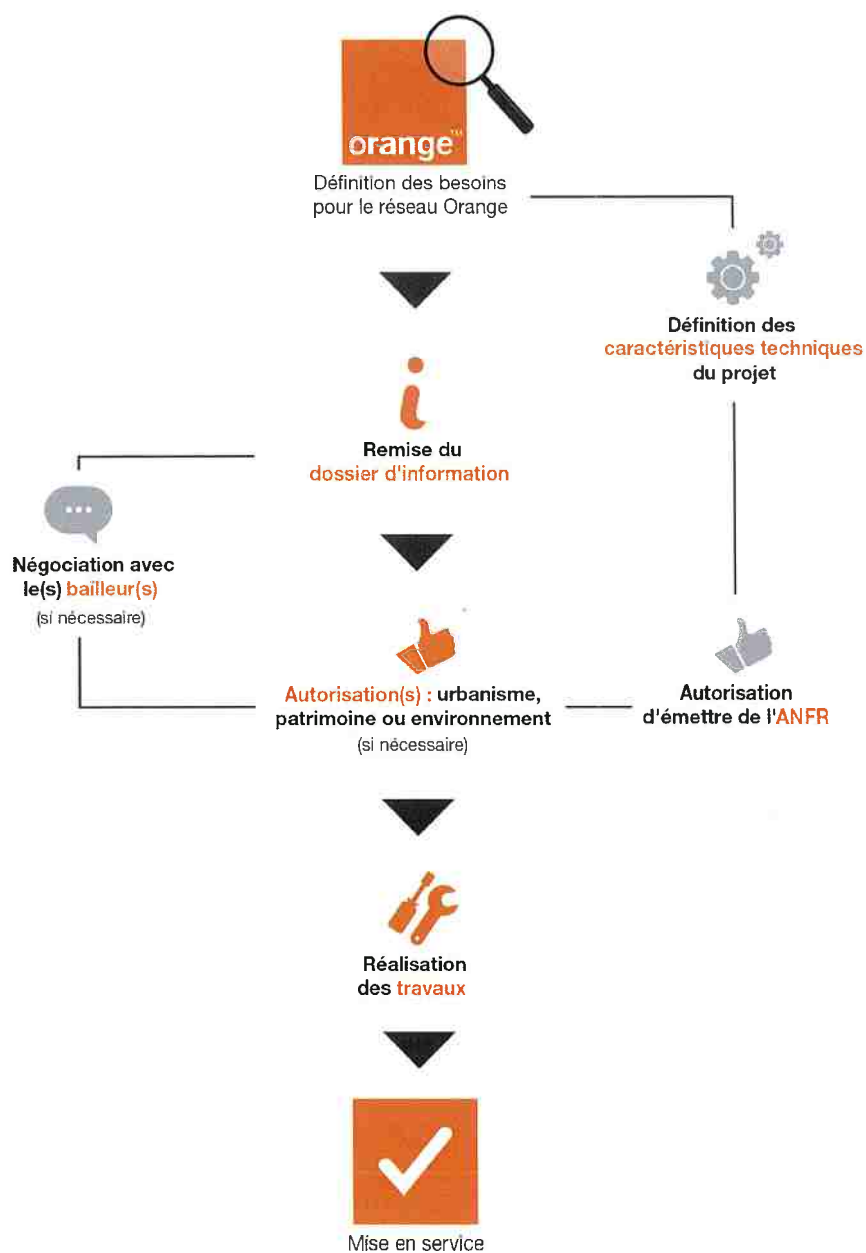 orange™
Définition des besoins
pour le réseau Orange
Définition des
caractéristiques techniques
du projet
Remise du
dossier d'information
Négociation avec
le(s) bailleur(s)
(si nécessaire)
Autorisation(s) : urbanisme,
patrimoine ou environnement
(si nécessaire)
Autorisation
d'émettre de l'ANFR
Réalisation
des travaux
Mise en service